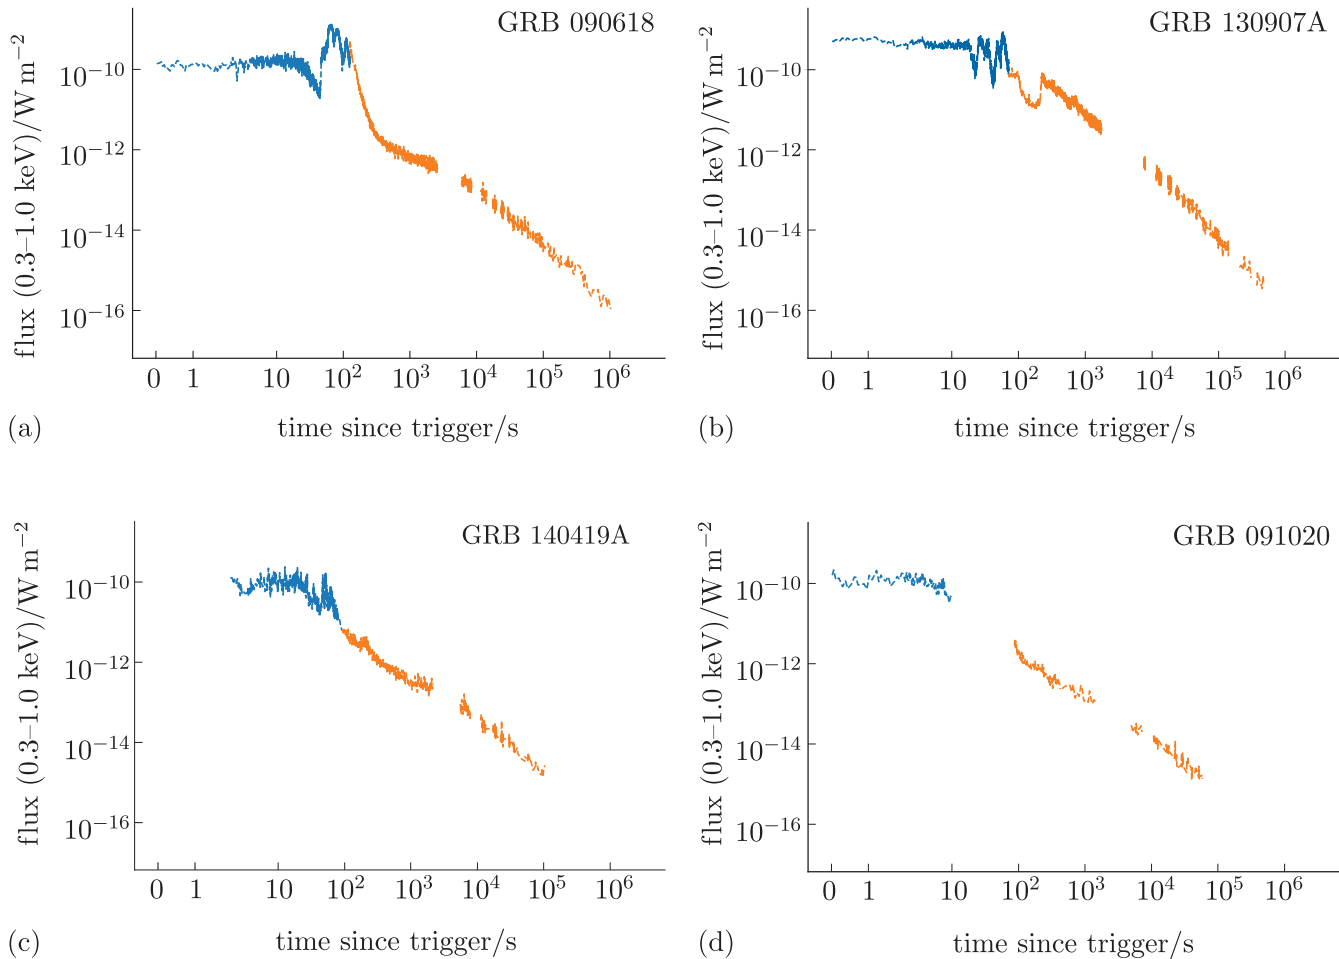 GRB 090618
flux (0.3–1.0 keV)/W m⁻²
10⁻¹⁰
10⁻¹²
10⁻¹⁴
10⁻¹⁶
0 1 10 10² 10³ 10⁴ 10⁵ 10⁶
(a) time since trigger/s
GRB 130907A
flux (0.3–1.0 keV)/W m⁻²
10⁻¹⁰
10⁻¹²
10⁻¹⁴
10⁻¹⁶
0 1 10 10² 10³ 10⁴ 10⁵ 10⁶
(b) time since trigger/s
GRB 140419A
flux (0.3–1.0 keV)/W m⁻²
10⁻¹⁰
10⁻¹²
10⁻¹⁴
10⁻¹⁶
0 1 10 10² 10³ 10⁴ 10⁵ 10⁶
(c) time since trigger/s
GRB 091020
flux (0.3–1.0 keV)/W m⁻²
10⁻¹⁰
10⁻¹²
10⁻¹⁴
10⁻¹⁶
0 1 10 10² 10³ 10⁴ 10⁵ 10⁶
(d) time since trigger/s